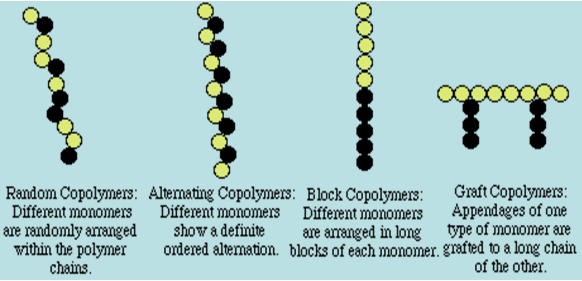 Random Copolymers:
Different monomers
are randomly arranged
within the polymer
chains.
Alternating Copolymers:
Different monomers
show a definite
ordered alternation.
Block Copolymers:
Different monomers
are arranged in long
blocks of each monomer.
Graft Copolymers:
Appendages of one
type of monomer are
grafted to a long chain
of the other.